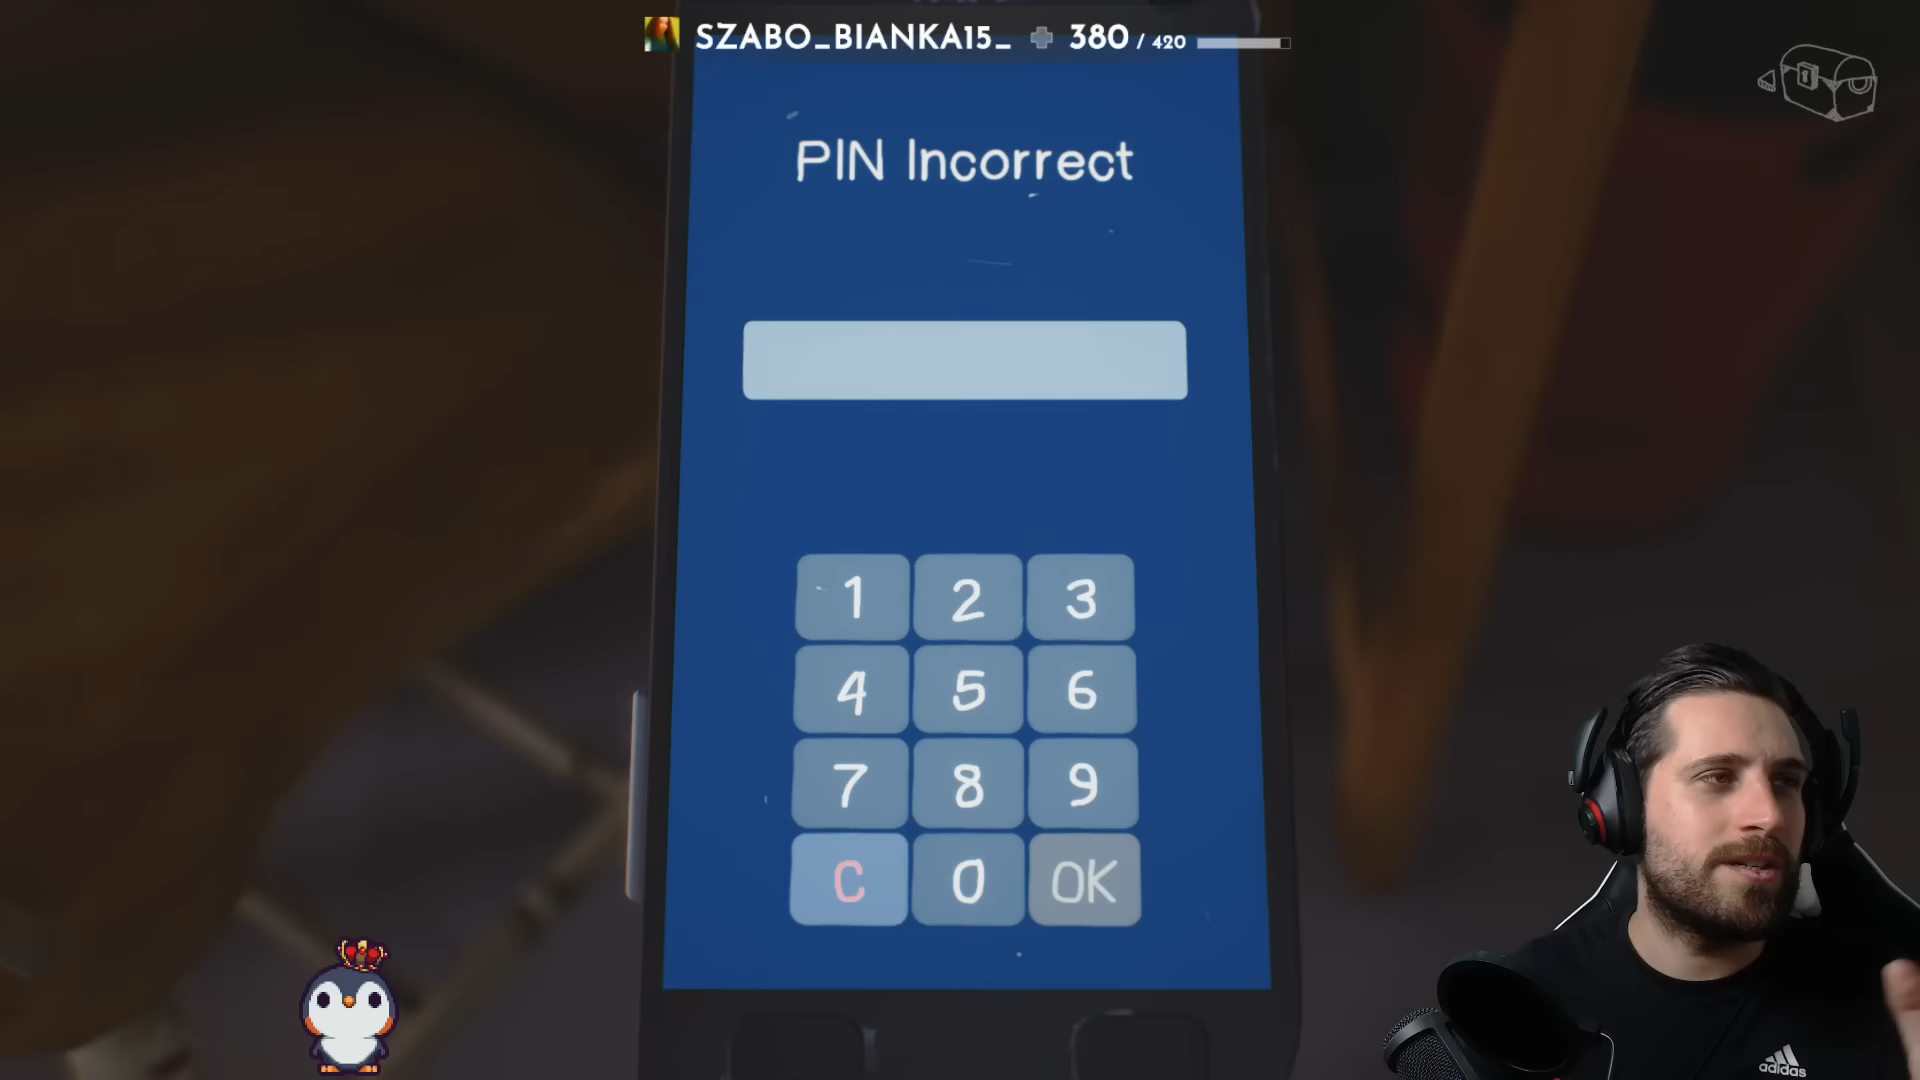 SZABO_BIANKA15_ 380 / 420
PIN Incorrect
1 2 3
4 5 6
7 8 9
C 0 OK
adidas